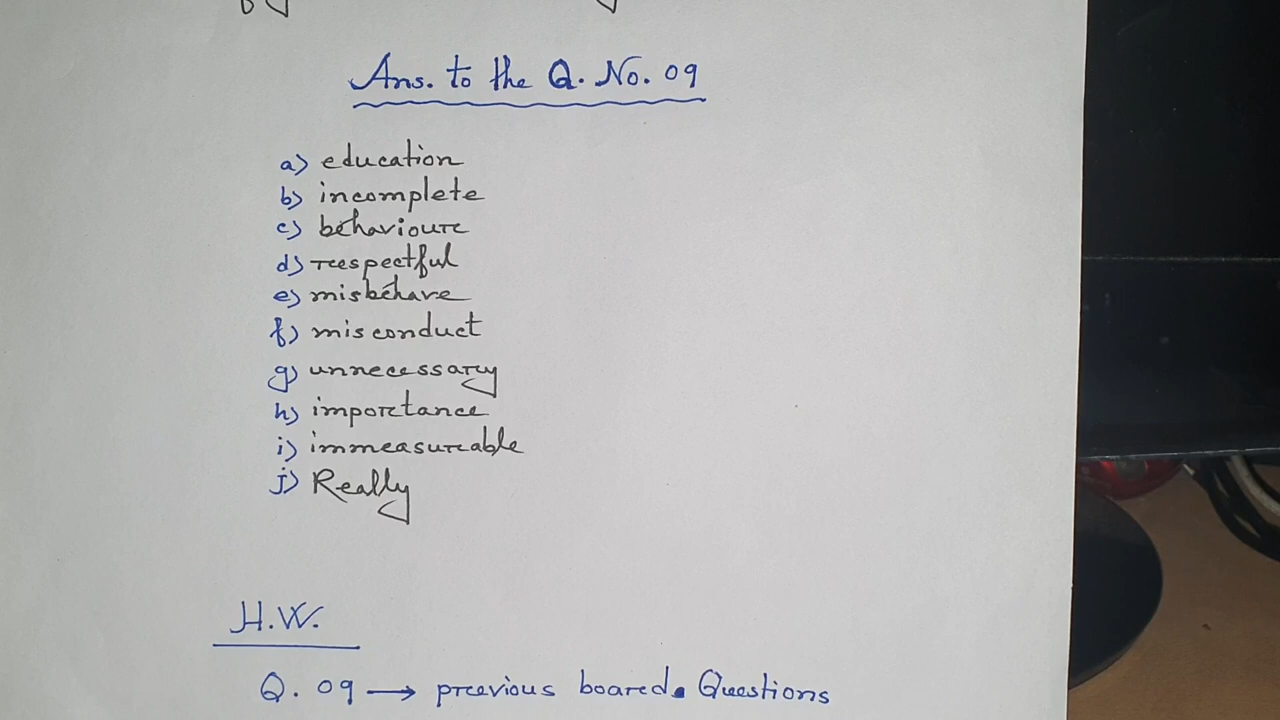 Ans. to the Q. No. 09
a) education
b) incomplete
c) behaviour
d) respectful
e) misbehave
f) misconduct
g) unnecessary
h) importance
i) immeasurable
j) Really
H.W.
Q. 09 → previous board. Questions